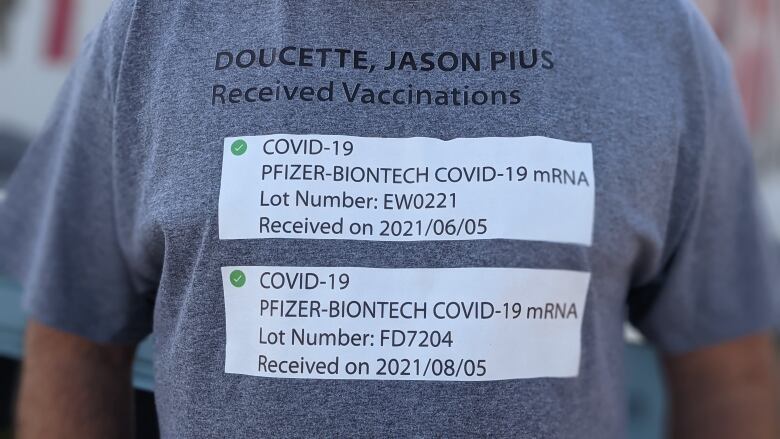 DOUCETTE, JASON PIUS
Received Vaccinations
COVID-19
PFIZER-BIONTECH COVID-19 mRNA
Lot Number: EW0221
Received on 2021/06/05
COVID-19
PFIZER-BIONTECH COVID-19 mRNA
Lot Number: FD7204
Received on 2021/08/05